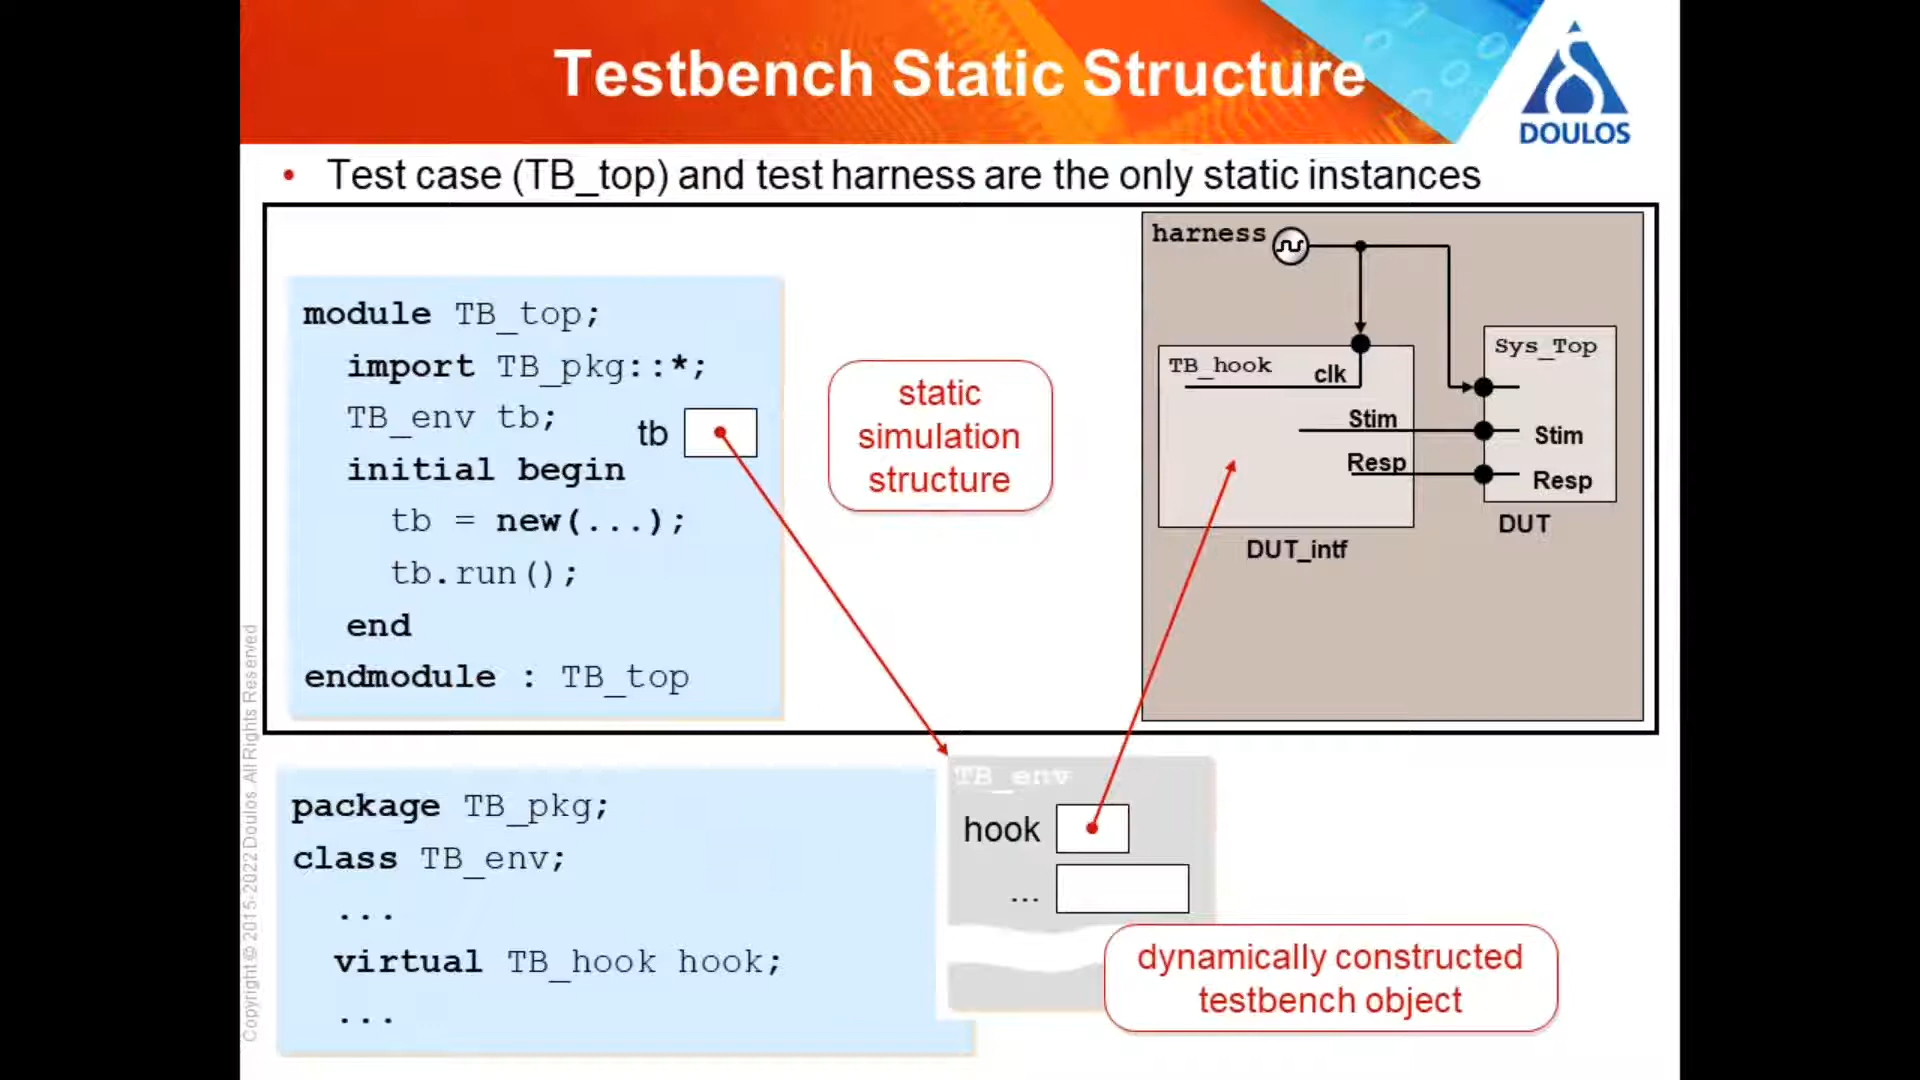 Testbench Static Structure
DOULOS
• Test case (TB_top) and test harness are the only static instances
module TB_top;
import TB_pkg::*;
TB_env tb;
tb
initial begin
tb = new(...);
tb.run();
end
endmodule : TB_top
static
simulation
structure
harness
TB_hook
clk
Stim
Resp
DUT_intf
Sys_Top
Stim
Resp
DUT
package TB_pkg;
class TB_env;
...
virtual TB_hook hook;
...
TB_env
hook
...
dynamically constructed
testbench object
Copyright © 2015-2022 Doulos. All Rights Reserved